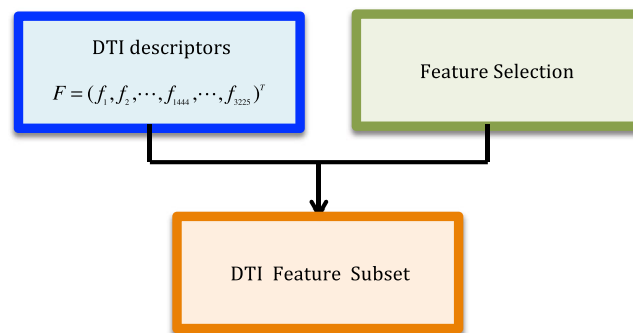 DTI descriptors
F = (f₁, f₂, ⋯, f₁₄₄₄, ⋯, f₃₂₂₅)ᵀ
Feature Selection
DTI Feature Subset